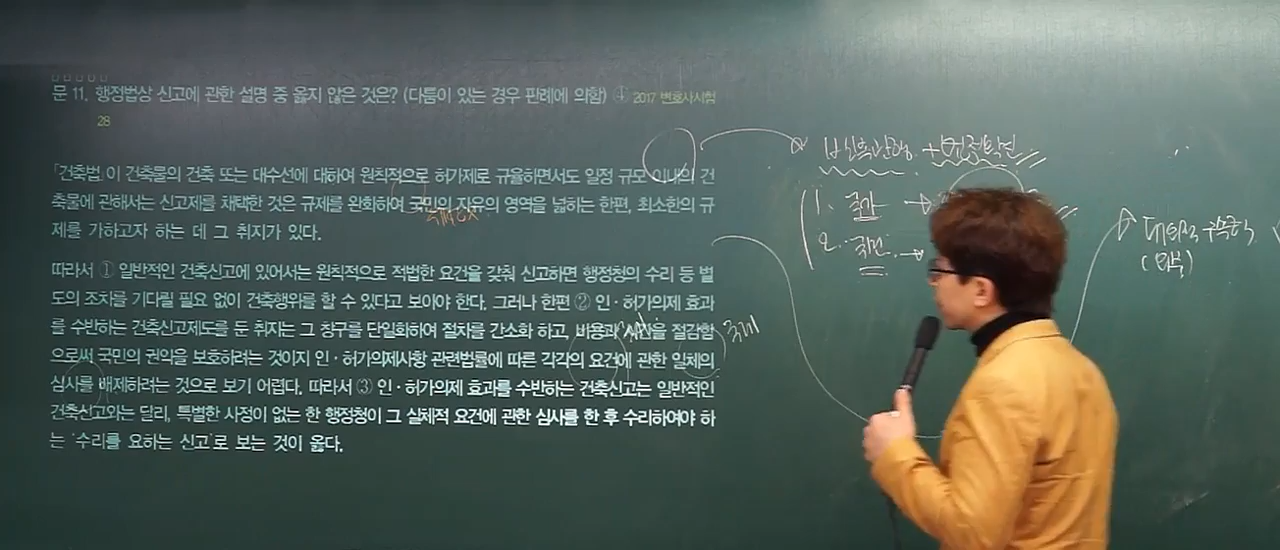 문 11. 행정법상 신고에 관한 설명 중 옳지 않은 것은? (다툼이 있는 경우 판례에 의함) ④ 2017 변호사시험
28
「건축법」이 건축물의 건축 또는 대수선에 대하여 원칙적으로 허가제로 규율하면서도 일정 규모 이내의 건
축물에 관해서는 신고제를 채택한 것은 규제를 완화하여 국민의 자유의 영역을 넓히는 한편, 최소한의 규
제를 가하고자 하는 데 그 취지가 있다.
따라서 ① 일반적인 건축신고에 있어서는 원칙적으로 적법한 요건을 갖춰 신고하면 행정청의 수리 등 별
도의 조치를 기다릴 필요 없이 건축행위를 할 수 있다고 보아야 한다. 그러나 한편 ② 인·허가의제 효과
를 수반하는 건축신고제도를 둔 취지는 그 창구를 단일화하여 절차를 간소화 하고, 비용과 시간을 절감함
으로써 국민의 권익을 보호하려는 것이지 인·허가의제사항 관련법률에 따른 각각의 요건에 관한 일체의
심사를 배제하려는 것으로 보기 어렵다. 따라서 ③ 인·허가의제 효과를 수반하는 건축신고는 일반적인
건축신고와는 달리, 특별한 사정이 없는 한 행정청이 그 실체적 요건에 관한 심사를 한 후 수리하여야 하
는 '수리를 요하는 신고'로 보는 것이 옳다.
1. 국가 →
2. 국민 →
대외적 구속력